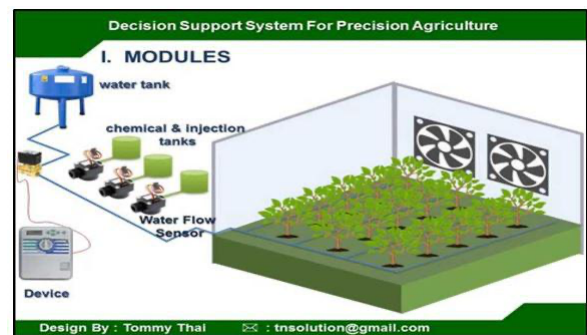 Decision Support System For Precision Agriculture
I. MODULES
water tank
chemical & injection
tanks
Water Flow
Sensor
Device
Design By : Tommy Thai ✉ : tnsolution@gmail.com